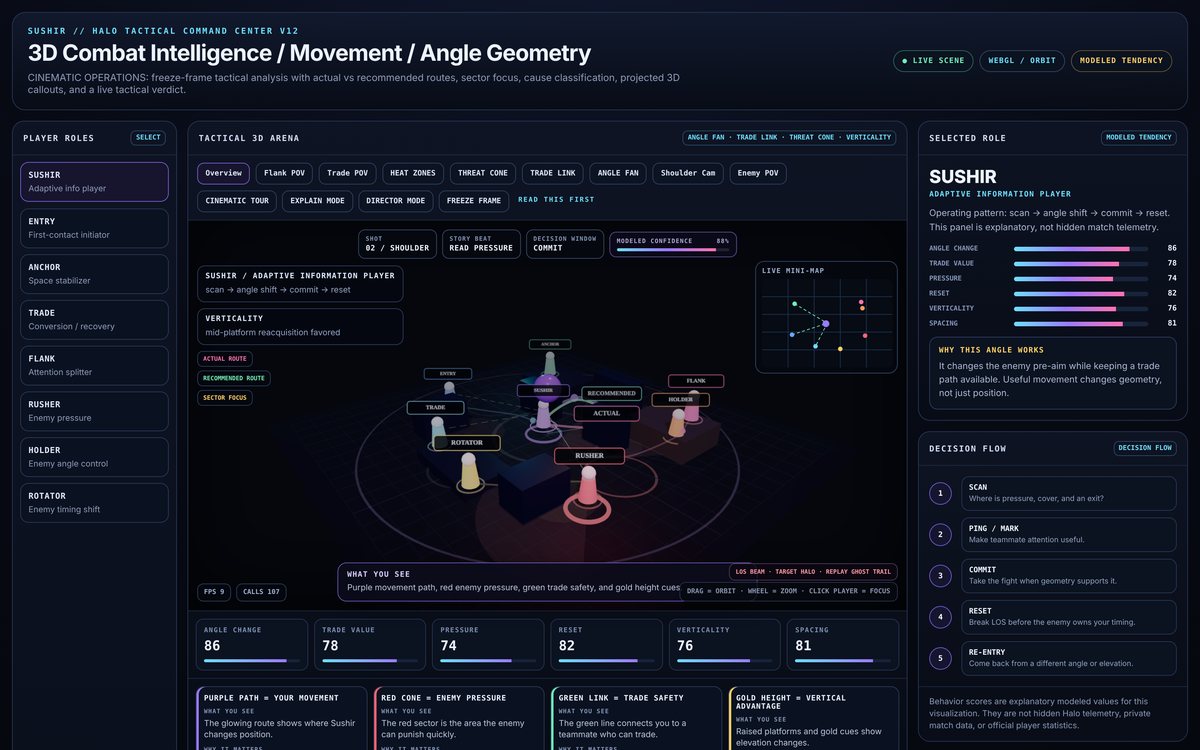 SUSHIR // HALO TACTICAL COMMAND CENTER V12
3D Combat Intelligence / Movement / Angle Geometry
CINEMATIC OPERATIONS: freeze-frame tactical analysis with actual vs recommended routes, sector focus, cause classification, projected 3D
callouts, and a live tactical verdict.
● LIVE SCENE
WEBGL / ORBIT
MODELED TENDENCY
PLAYER ROLES
SELECT
SUSHIR
Adaptive info player
ENTRY
First-contact initiator
ANCHOR
Space stabilizer
TRADE
Conversion / recovery
FLANK
Attention splitter
RUSHER
Enemy pressure
HOLDER
Enemy angle control
ROTATOR
Enemy timing shift
TACTICAL 3D ARENA
ANGLE FAN · TRADE LINK · THREAT CONE · VERTICALITY
Overview
Flank POV
Trade POV
HEAT ZONES
THREAT CONE
TRADE LINK
ANGLE FAN
Shoulder Cam
Enemy POV
CINEMATIC TOUR
EXPLAIN MODE
DIRECTOR MODE
FREEZE FRAME
READ THIS FIRST
SHOT
02 / SHOULDER
STORY BEAT
READ PRESSURE
DECISION WINDOW
COMMIT
MODELED CONFIDENCE 88%
SUSHIR / ADAPTIVE INFORMATION PLAYER
scan → angle shift → commit → reset
VERTICALITY
mid-platform reacquisition favored
ACTUAL ROUTE
RECOMMENDED ROUTE
SECTOR FOCUS
LIVE MINI-MAP
ANCHOR
ENTRY
FLANK
SUSHIR
RECOMMENDED
HOLDER
TRADE
ACTUAL
ROTATOR
RUSHER
WHAT YOU SEE
Purple movement path, red enemy pressure, green trade safety, and gold height cues
LOS BEAM · TARGET HALO · REPLAY GHOST TRAIL
DRAG = ORBIT · WHEEL = ZOOM · CLICK PLAYER = FOCUS
FPS 9
CALLS 107
ANGLE CHANGE
86
TRADE VALUE
78
PRESSURE
74
RESET
82
VERTICALITY
76
SPACING
81
PURPLE PATH = YOUR MOVEMENT
WHAT YOU SEE
The glowing route shows where Sushir
changes position.
WHY IT MATTERS
RED CONE = ENEMY PRESSURE
WHAT YOU SEE
The red sector is the area the enemy
can punish quickly.
WHY IT MATTERS
GREEN LINK = TRADE SAFETY
WHAT YOU SEE
The green line connects you to a
teammate who can trade.
WHY IT MATTERS
GOLD HEIGHT = VERTICAL
ADVANTAGE
WHAT YOU SEE
Raised platforms and gold cues show
elevation changes.
SELECTED ROLE
MODELED TENDENCY
SUSHIR
ADAPTIVE INFORMATION PLAYER
Operating pattern: scan → angle shift → commit → reset.
This panel is explanatory, not hidden match telemetry.
ANGLE CHANGE 86
TRADE VALUE 78
PRESSURE 74
RESET 82
VERTICALITY 76
SPACING 81
WHY THIS ANGLE WORKS
It changes the enemy pre-aim while keeping a trade
path available. Useful movement changes geometry,
not just position.
DECISION FLOW
DECISION FLOW
1
SCAN
Where is pressure, cover, and an exit?
2
PING / MARK
Make teammate attention useful.
3
COMMIT
Take the fight when geometry supports it.
4
RESET
Break LOS before the enemy owns your timing.
5
RE-ENTRY
Come back from a different angle or elevation.
Behavior scores are explanatory modeled values for this
visualization. They are not hidden Halo telemetry, private
match data, or official player statistics.